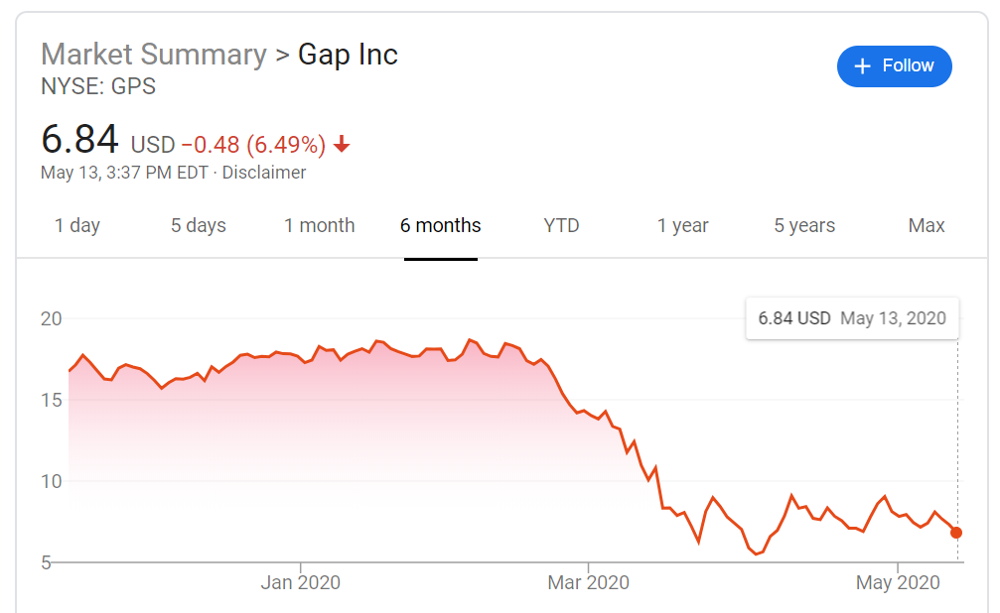 Market Summary > Gap Inc
NYSE: GPS
+ Follow
6.84 USD −0.48 (6.49%)
May 13, 3:37 PM EDT · Disclaimer
1 day 5 days 1 month 6 months YTD 1 year 5 years Max
6.84 USD May 13, 2020
20
15
10
5
Jan 2020 Mar 2020 May 2020